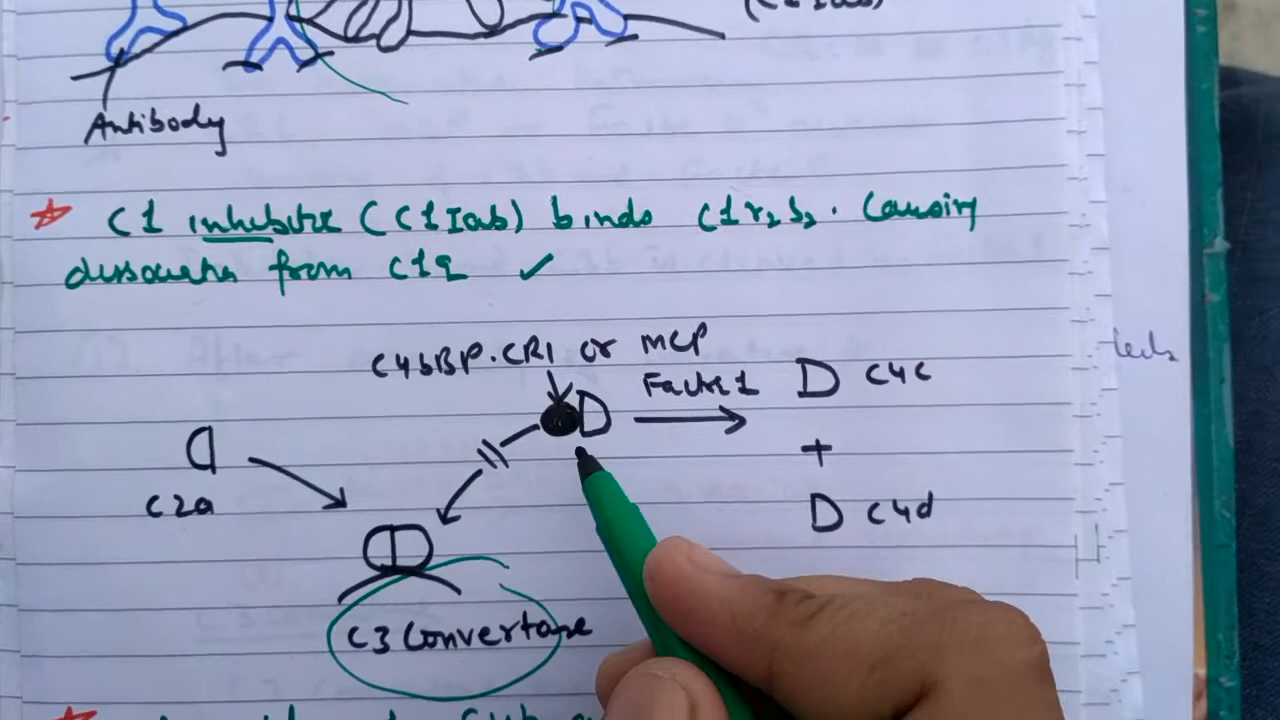 Antibody
C1 inhibitor (C1Iab) binds C1r₂s₂. Causing
from C1q ✓
C4bBP.CR1 or MCP
Factor 1
D C4c
+
D C4d
C2a
C3 Convertase